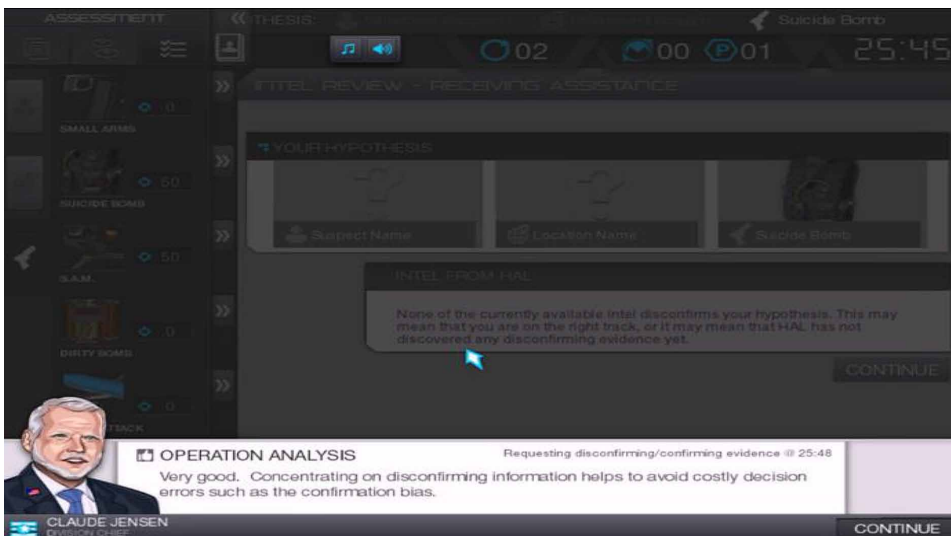 ASSESSMENT
THESIS:
Suicide Bomb
02
00
P 01
25:45
INTEL REVIEW - RECEIVING ASSISTANCE
0
SMALL ARMS
YOUR HYPOTHESIS
50
SUICIDE BOMB
Suspect Name
Location Name
Suicide Bomb
50
S.A.M.
INTEL FROM HAL
None of the currently available intel disconfirms your hypothesis. This may
mean that you are on the right track, or it may mean that HAL has not
discovered any disconfirming evidence yet.
0
DIRTY BOMB
CONTINUE
0
ATTACK
OPERATION ANALYSIS
Requesting disconfirming/confirming evidence @ 25:48
Very good. Concentrating on disconfirming information helps to avoid costly decision
errors such as the confirmation bias.
CLAUDE JENSEN
DIVISION CHIEF
CONTINUE